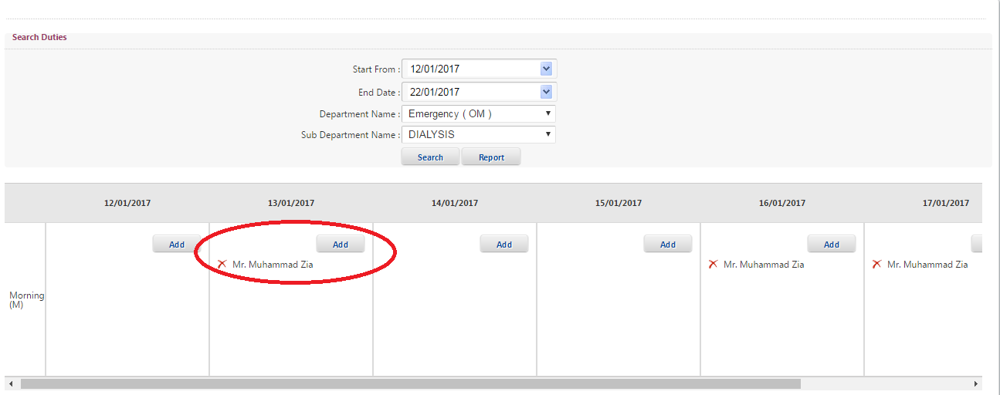 Search Duties
Start From : 12/01/2017
End Date : 22/01/2017
Department Name : Emergency ( OM )
Sub Department Name : DIALYSIS
Search Report
12/01/2017 13/01/2017 14/01/2017 15/01/2017 16/01/2017 17/01/2017
Add Add Add Add Add
Mr. Muhammad Zia Mr. Muhammad Zia Mr. Muhammad Zia
Morning
(M)